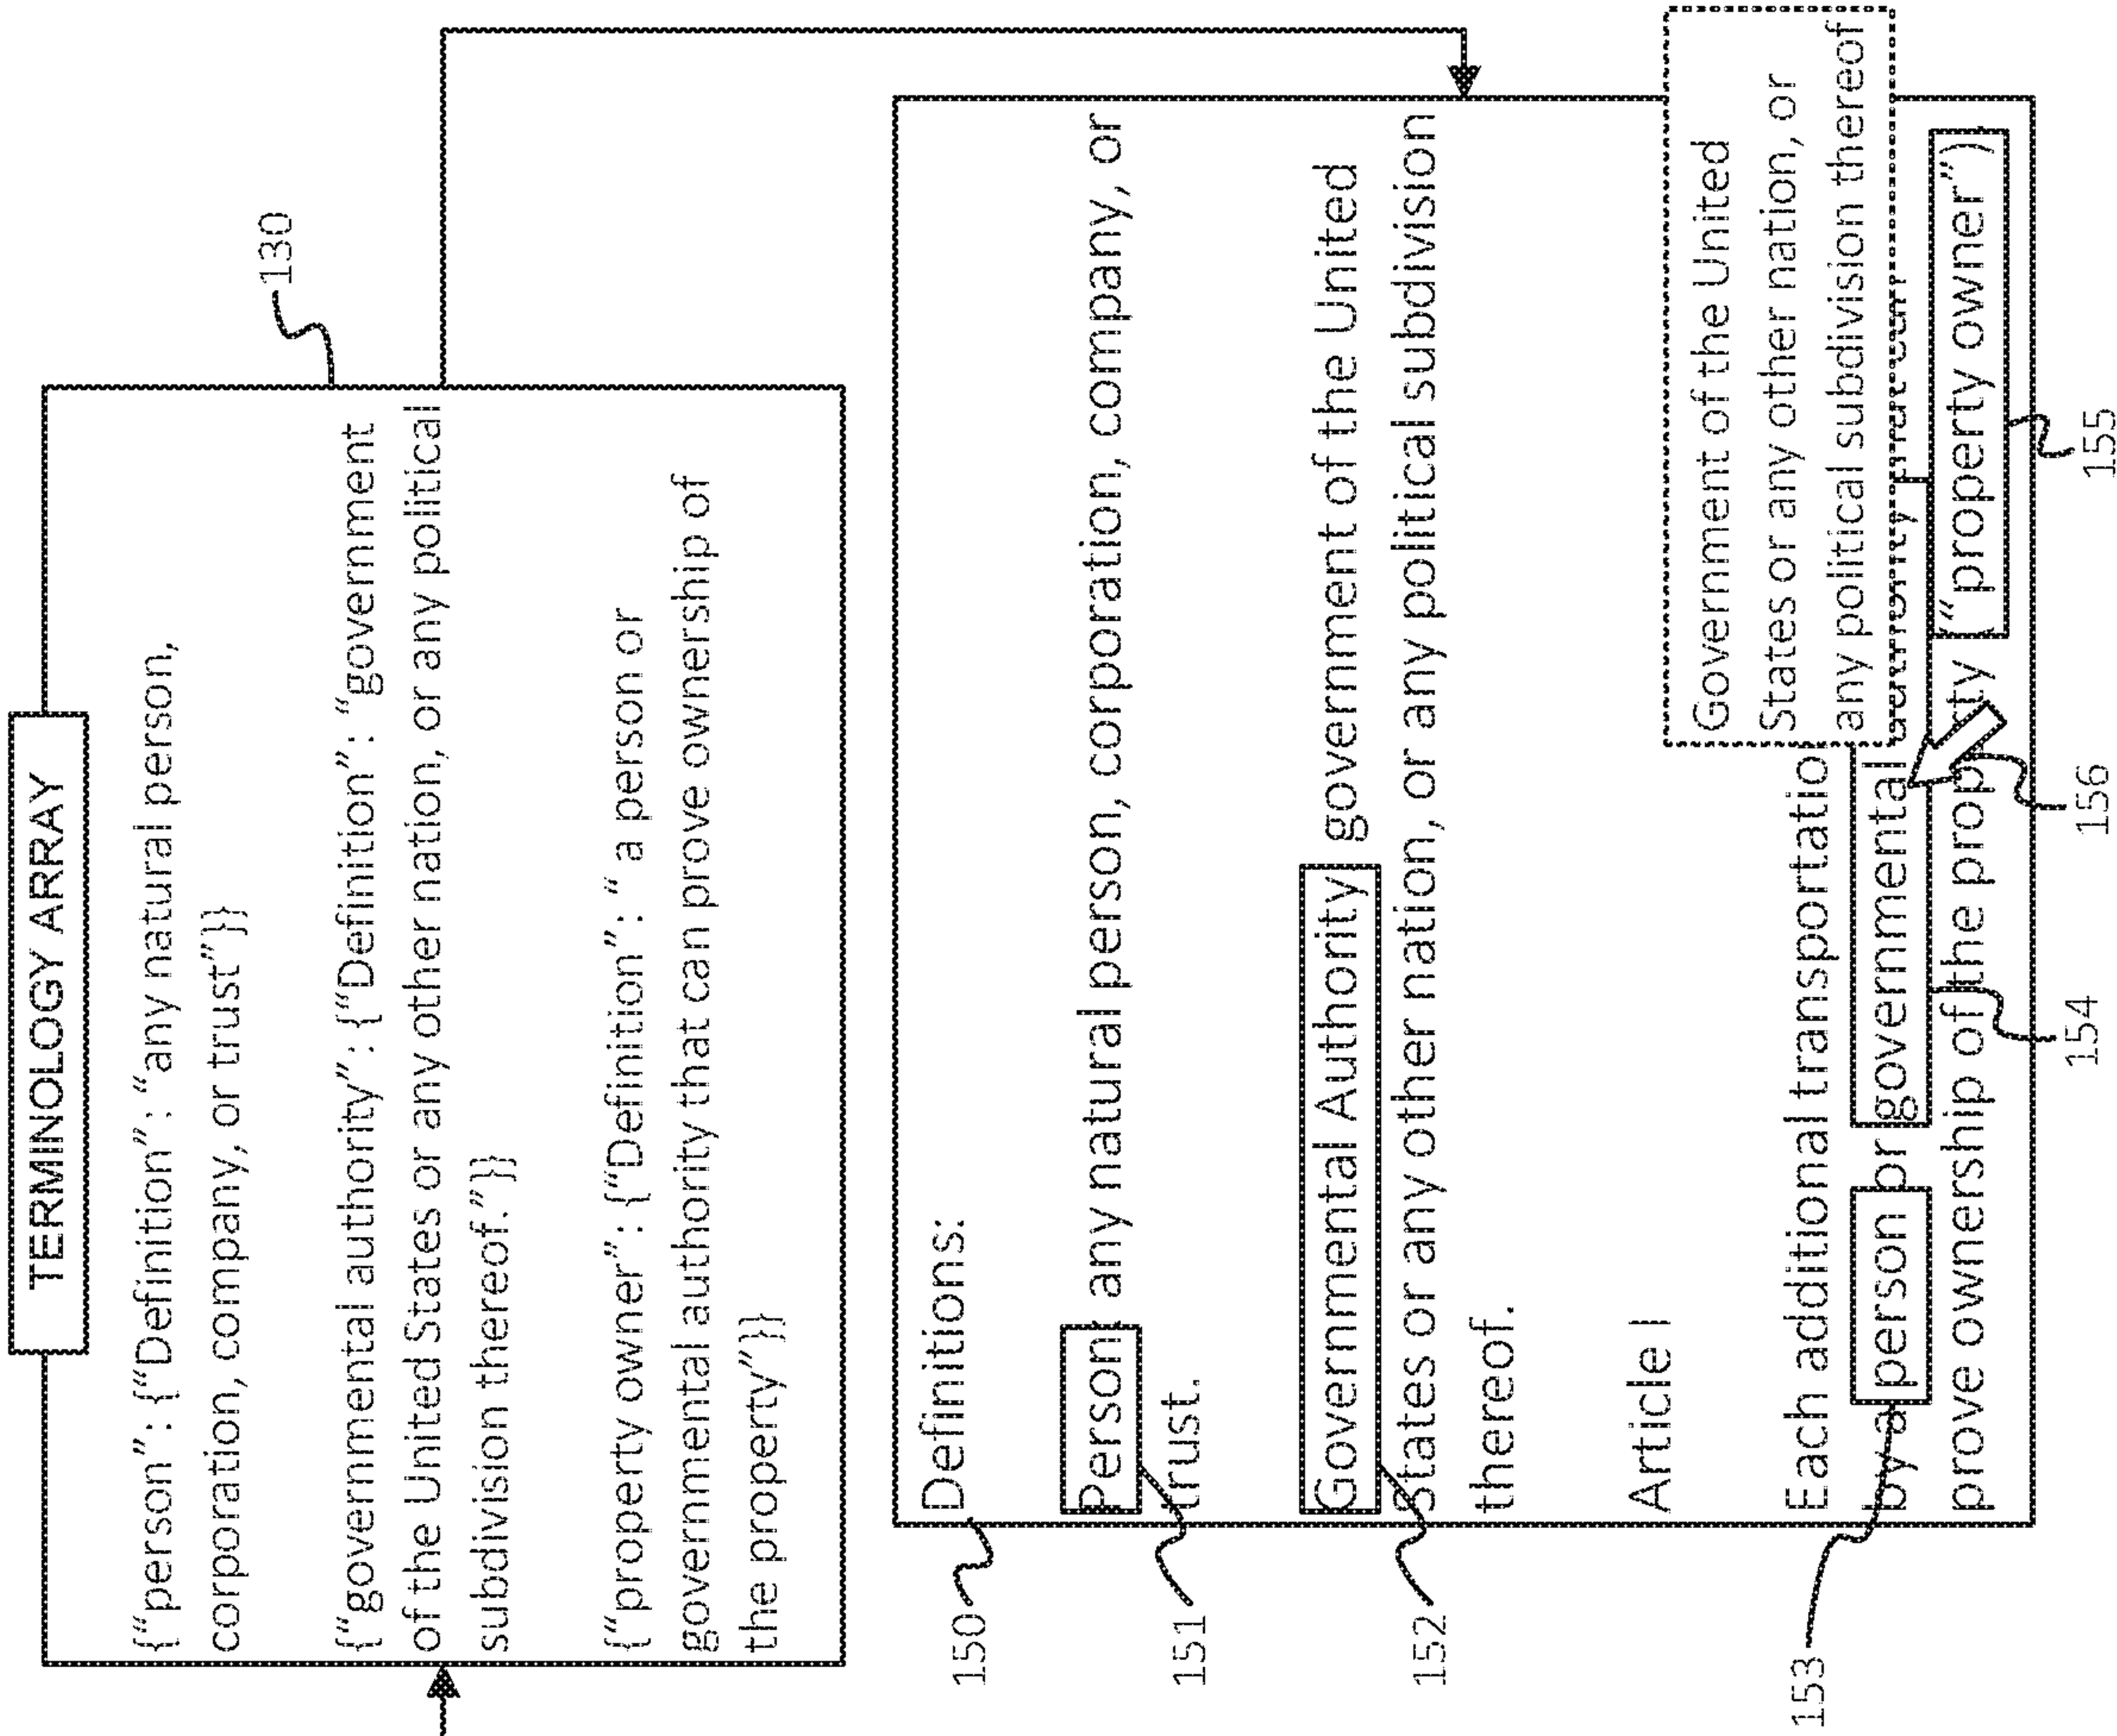 TERMINOLOGY ARRAY
{“person”: {“Definition”: “any natural person,
corporation, company, or trust”}}
{“governmental authority”: {“Definition”: “government
of the United States or any other nation, or any political
subdivision thereof.”}}
{“property owner”: {“Definition”: “ a person or
governmental authority that can prove ownership of
the property”}}
130
Definitions:
Person: any natural person, corporation, company, or
trust.
Governmental Authority: government of the United
States or any other nation, or any political subdivision
thereof.
Article I
Each additional transportatio
by a person or governmental
prove ownership of the property (“property owner”)
Government of the United
States or any other nation, or
any political subdivision thereof
150
151
152
153
154
156
155